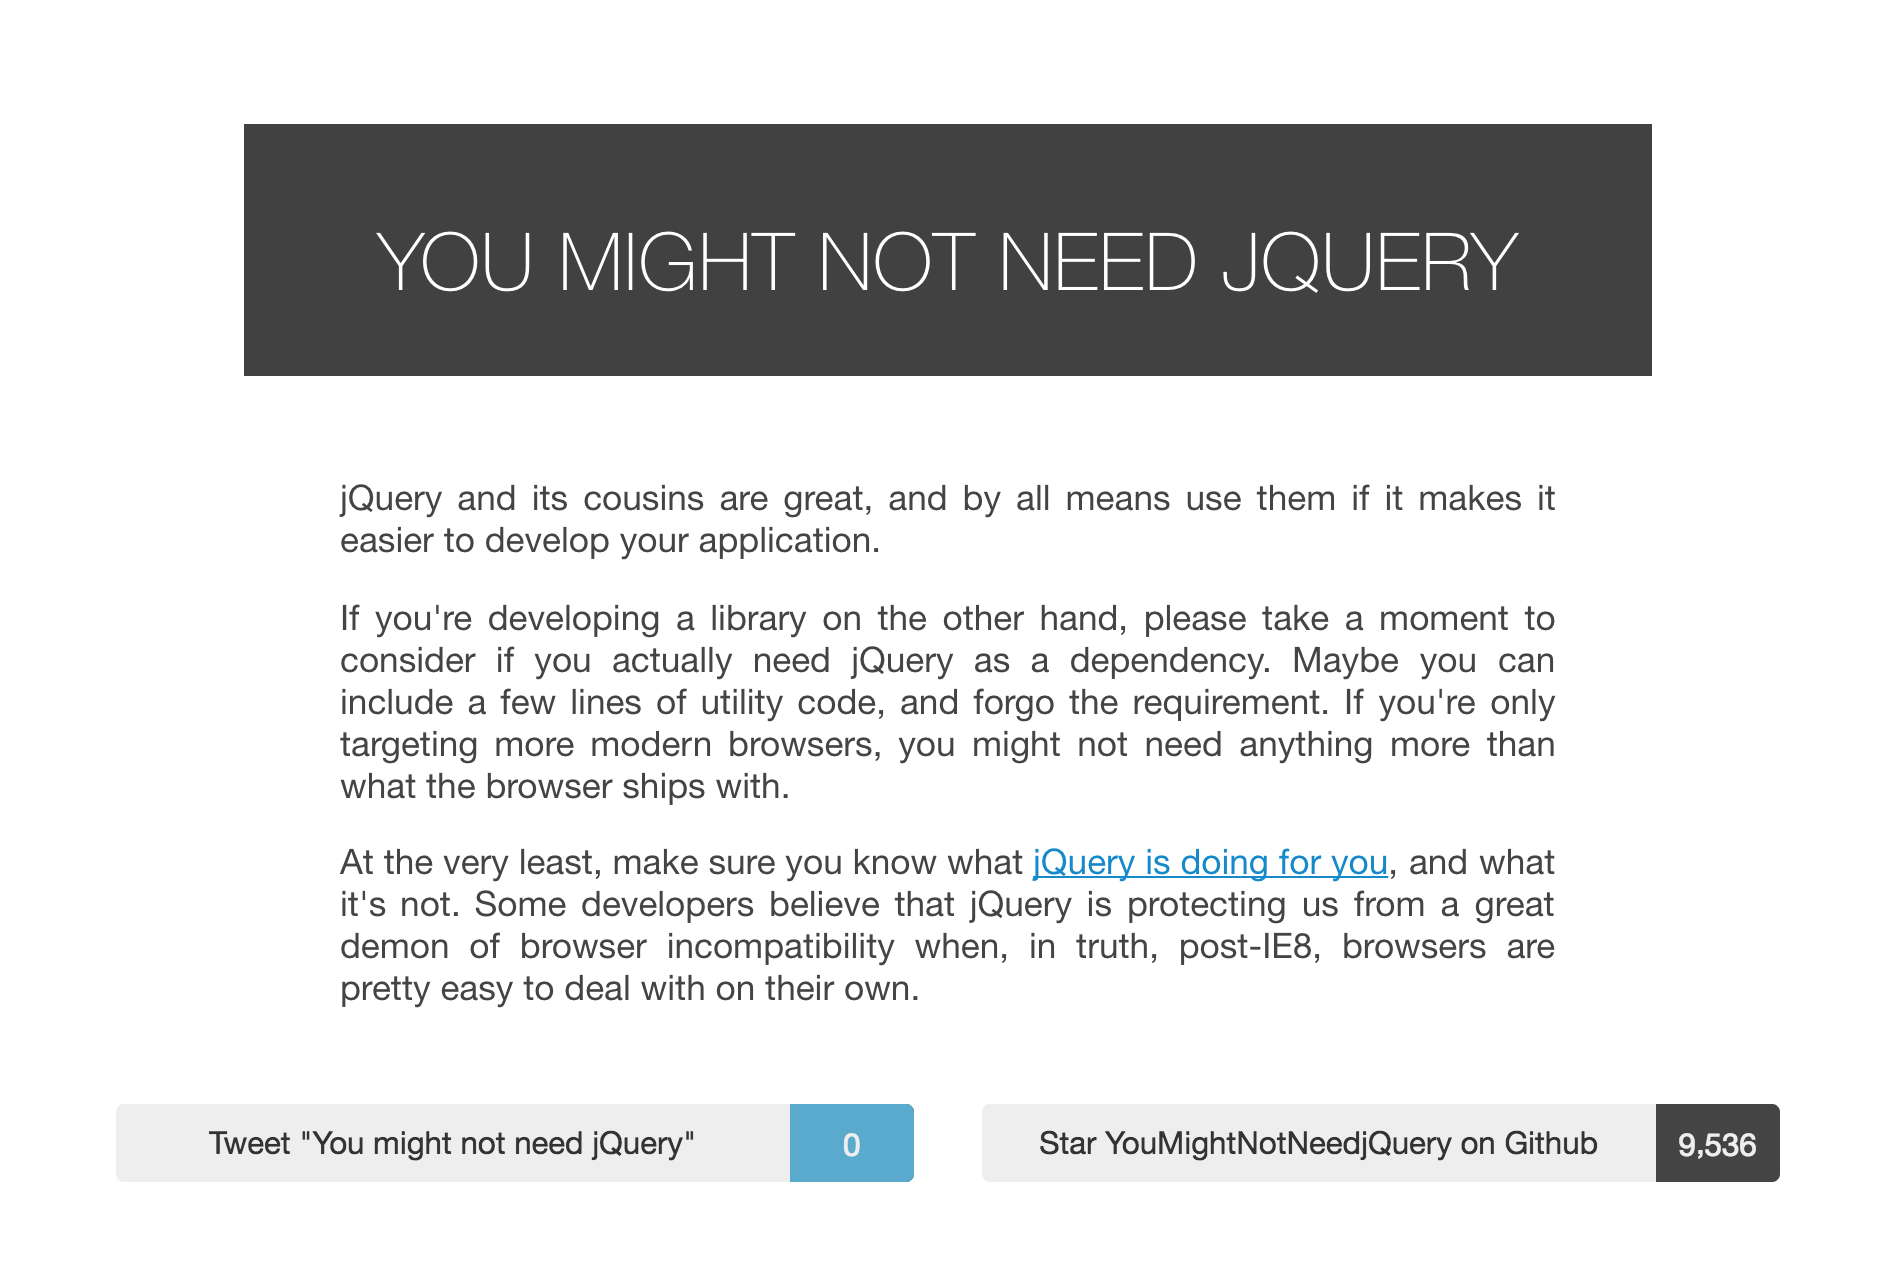 YOU MIGHT NOT NEED JQUERY
jQuery and its cousins are great, and by all means use them if it makes it
easier to develop your application.
If you're developing a library on the other hand, please take a moment to
consider if you actually need jQuery as a dependency. Maybe you can
include a few lines of utility code, and forgo the requirement. If you're only
targeting more modern browsers, you might not need anything more than
what the browser ships with.
At the very least, make sure you know what jQuery is doing for you, and what
it's not. Some developers believe that jQuery is protecting us from a great
demon of browser incompatibility when, in truth, post-IE8, browsers are
pretty easy to deal with on their own.
Tweet "You might not need jQuery" 0
Star YouMightNotNeedjQuery on Github 9,536